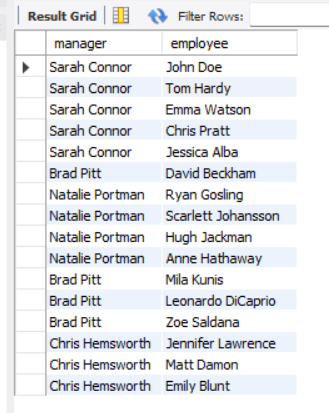 Result Grid Filter Rows:
manager employee
Sarah Connor John Doe
Sarah Connor Tom Hardy
Sarah Connor Emma Watson
Sarah Connor Chris Pratt
Sarah Connor Jessica Alba
Brad Pitt David Beckham
Natalie Portman Ryan Gosling
Natalie Portman Scarlett Johansson
Natalie Portman Hugh Jackman
Natalie Portman Anne Hathaway
Brad Pitt Mila Kunis
Brad Pitt Leonardo DiCaprio
Brad Pitt Zoe Saldana
Chris Hemsworth Jennifer Lawrence
Chris Hemsworth Matt Damon
Chris Hemsworth Emily Blunt